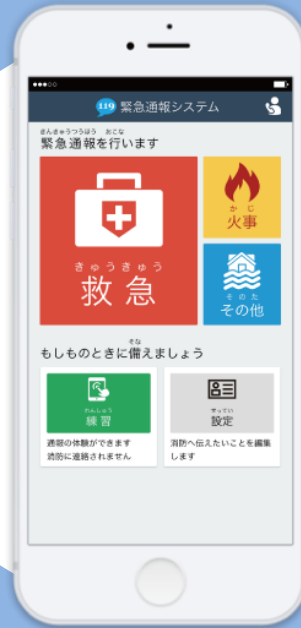 119 緊急通報システム
きんきゅうつうほう おこな
緊急通報を行います
きゅうきゅう
救急
かじ
火事
そのた
その他
そな
もしものときに備えましょう
れんしゅう
練習
せってい
設定
通報の体験ができます
消防に連絡されません
消防へ伝えたいことを編集
します